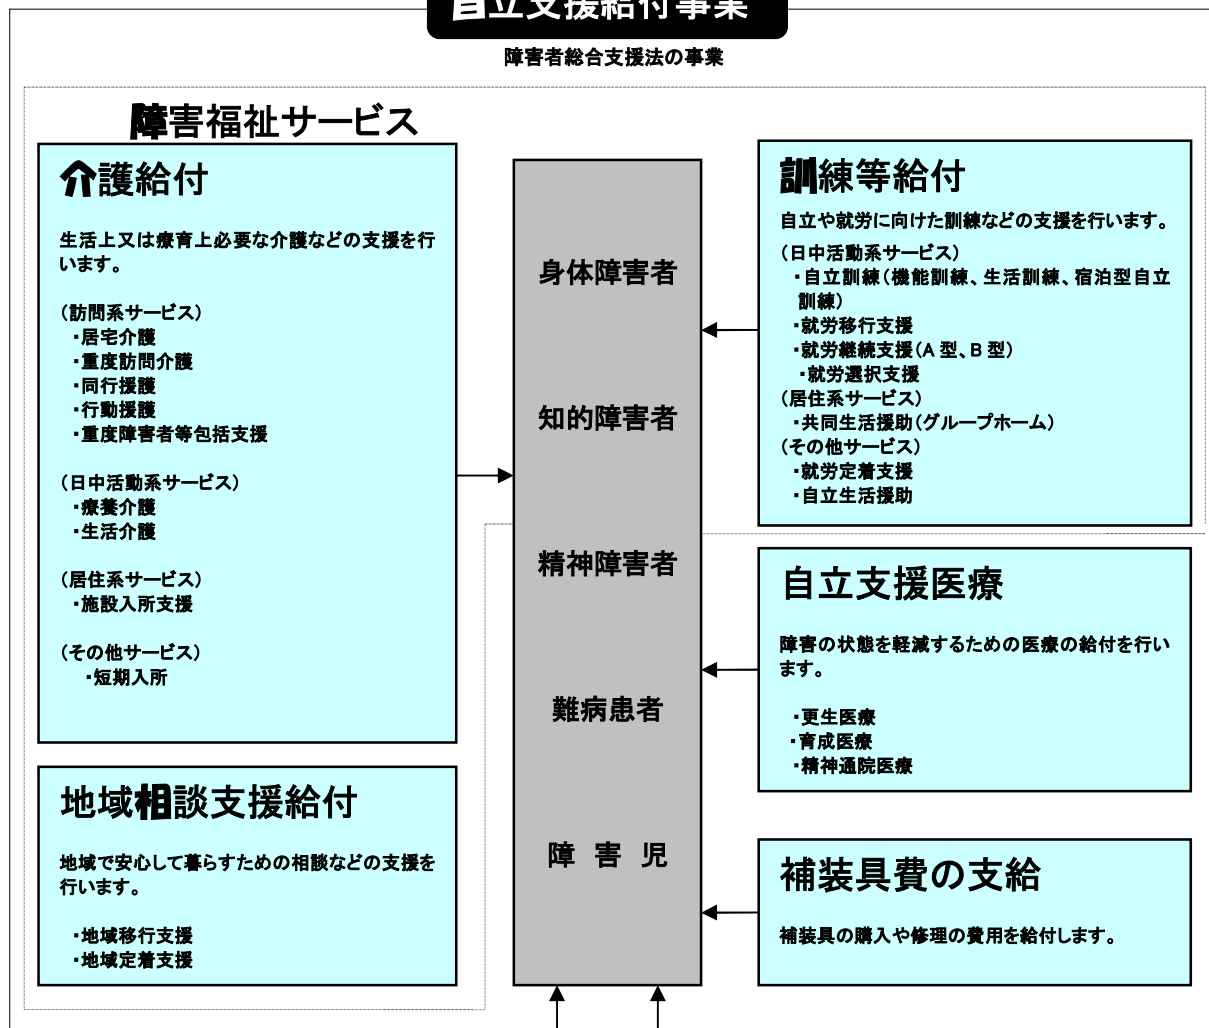 自立支援給付事業
障害者総合支援法の事業
障害福祉サービス
介護給付
生活上又は療育上必要な介護などの支援を行
います。
(訪問系サービス)
・居宅介護
・重度訪問介護
・同行援護
・行動援護
・重度障害者等包括支援
(日中活動系サービス)
・療養介護
・生活介護
(居住系サービス)
・施設入所支援
(その他サービス)
・短期入所
地域相談支援給付
地域で安心して暮らすための相談などの支援を
行います。
・地域移行支援
・地域定着支援
身体障害者
知的障害者
精神障害者
難病患者
障 害 児
訓練等給付
自立や就労に向けた訓練などの支援を行います。
(日中活動系サービス)
・自立訓練(機能訓練、生活訓練、宿泊型自立
訓練)
・就労移行支援
・就労継続支援(A 型、B 型)
・就労選択支援
(居住系サービス)
・共同生活援助(グループホーム)
(その他サービス)
・就労定着支援
・自立生活援助
自立支援医療
障害の状態を軽減するための医療の給付を行い
ます。
・更生医療
・育成医療
・精神通院医療
補装具費の支給
補装具の購入や修理の費用を給付します。